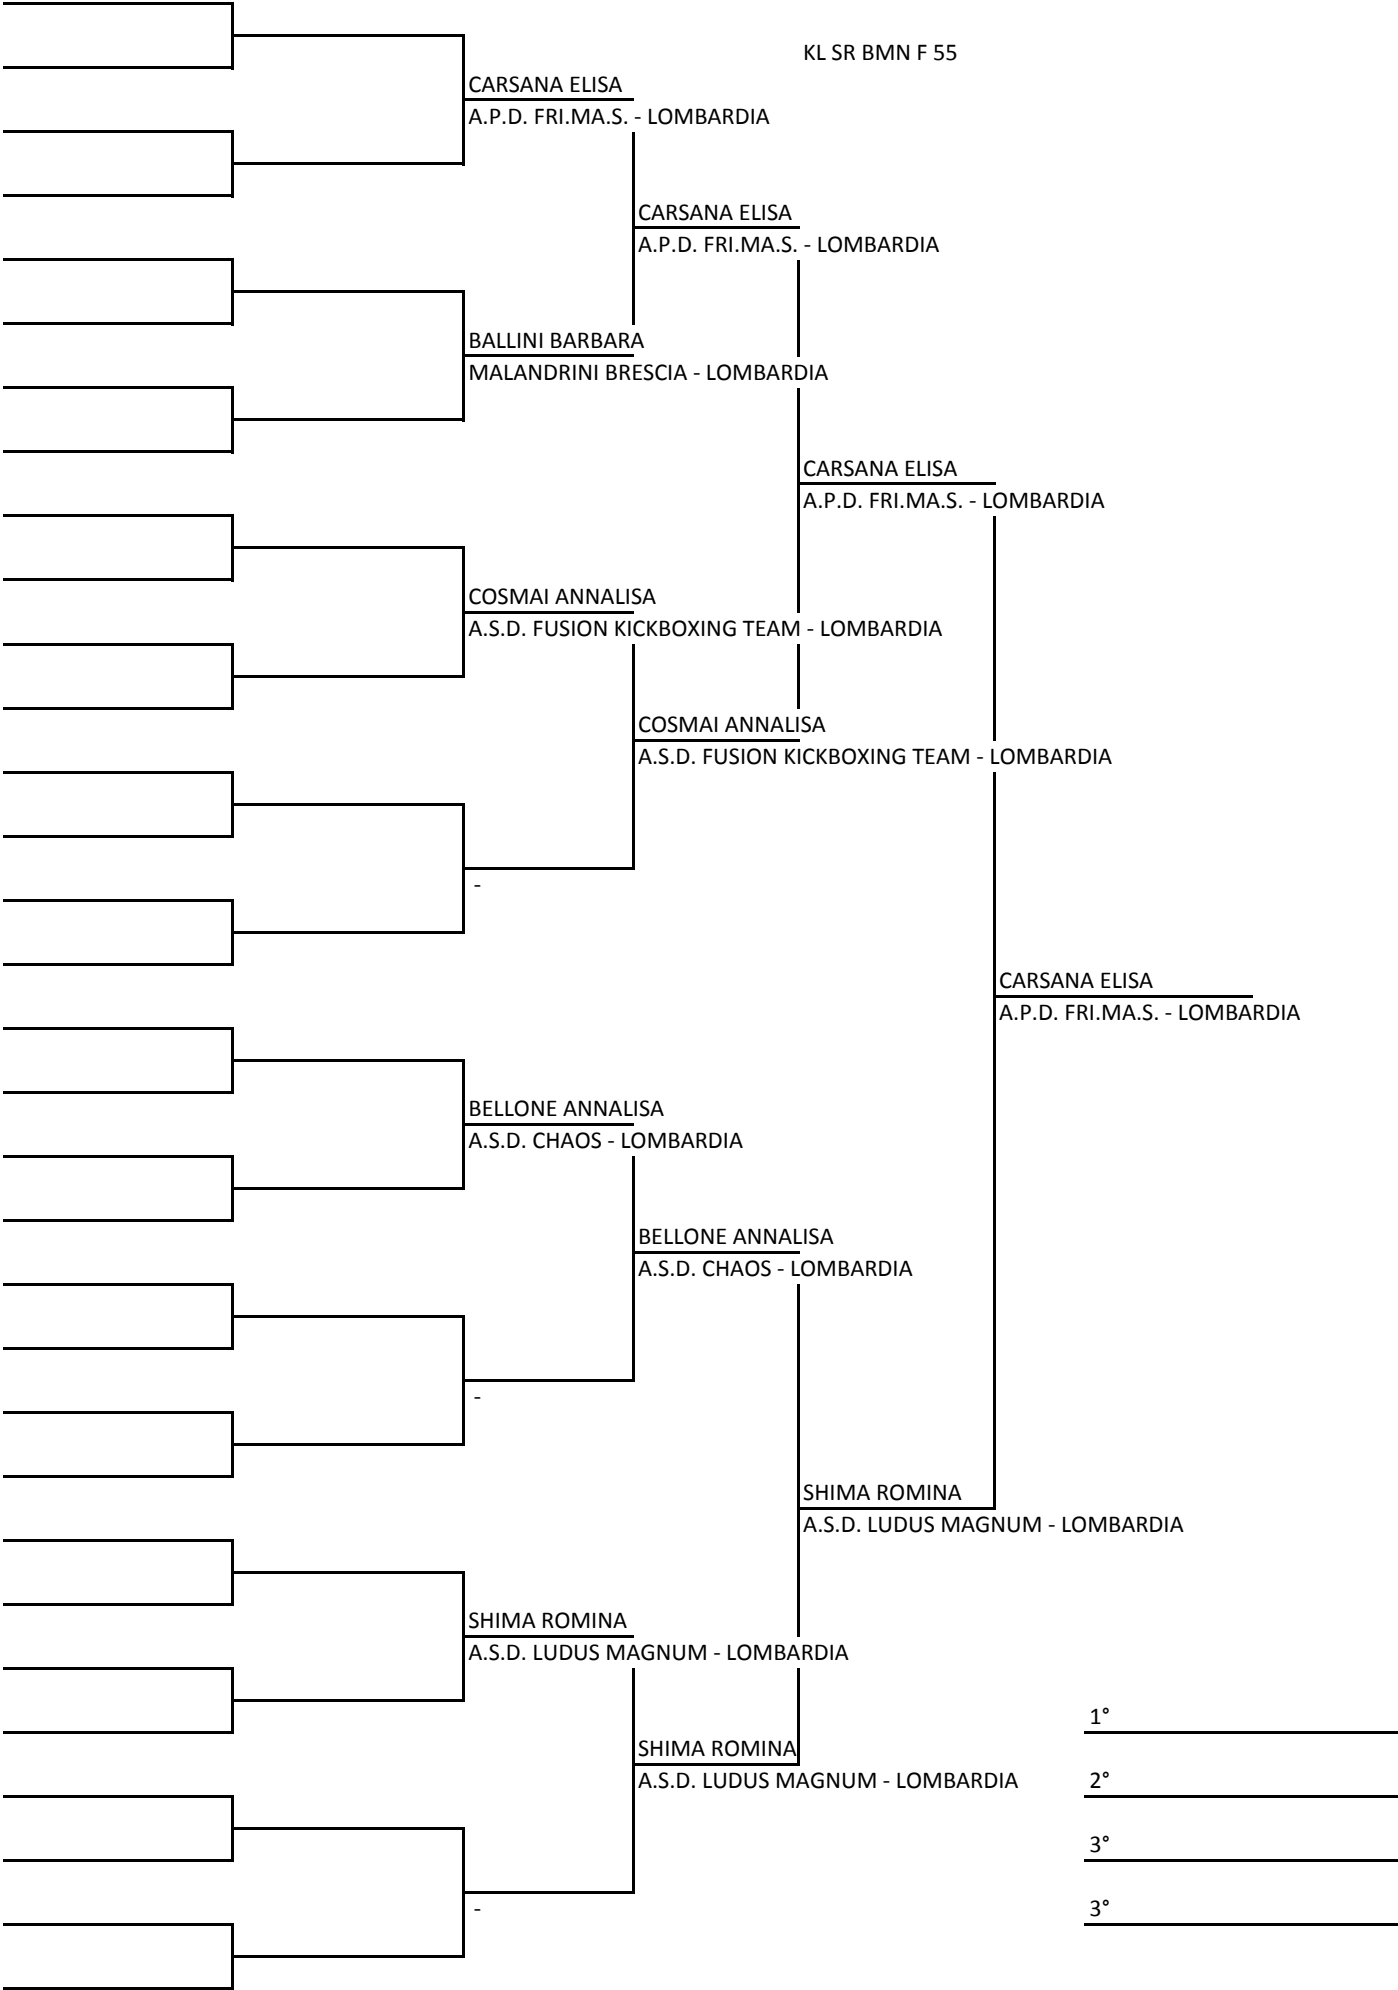 KL SR BMN F 55
CARSANA ELISA
A.P.D. FRI.MA.S. - LOMBARDIA
CARSANA ELISA
A.P.D. FRI.MA.S. - LOMBARDIA
BALLINI BARBARA
MALANDRINI BRESCIA - LOMBARDIA
CARSANA ELISA
A.P.D. FRI.MA.S. - LOMBARDIA
COSMAI ANNALISA
A.S.D. FUSION KICKBOXING TEAM - LOMBARDIA
COSMAI ANNALISA
A.S.D. FUSION KICKBOXING TEAM - LOMBARDIA
-
CARSANA ELISA
A.P.D. FRI.MA.S. - LOMBARDIA
BELLONE ANNALISA
A.S.D. CHAOS - LOMBARDIA
BELLONE ANNALISA
A.S.D. CHAOS - LOMBARDIA
-
SHIMA ROMINA
A.S.D. LUDUS MAGNUM - LOMBARDIA
SHIMA ROMINA
A.S.D. LUDUS MAGNUM - LOMBARDIA
1°
SHIMA ROMINA
A.S.D. LUDUS MAGNUM - LOMBARDIA
2°
3°
-
3°